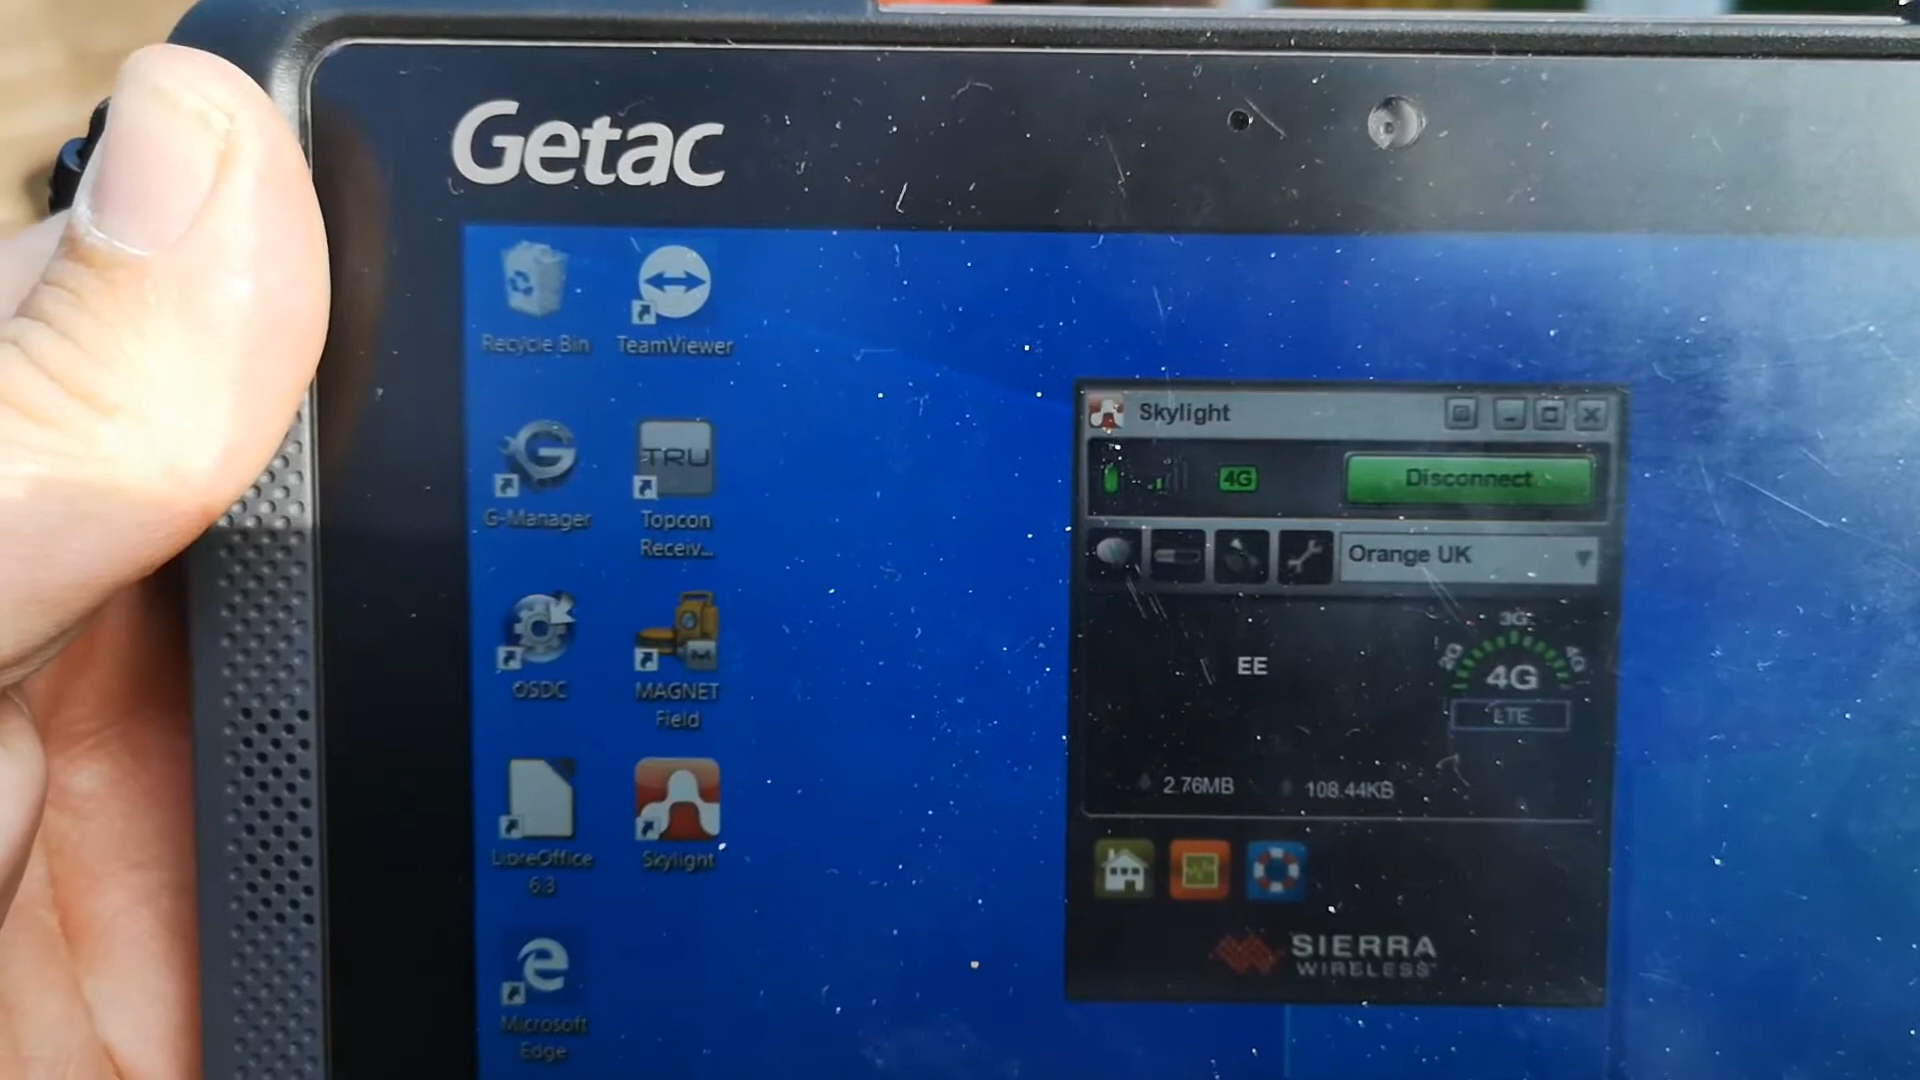 Getac
Recycle Bin
TeamViewer
G-Manager
TRU
Topcon
Receiv...
OSDC
M
MAGNET
Field
LibreOffice
6.3
Skylight
Microsoft
Edge
Skylight
4G
Disconnect
Orange UK
EE
2G
3G
4G
4G
LTE
2.76MB
108.44KB
SIERRA
WIRELESS